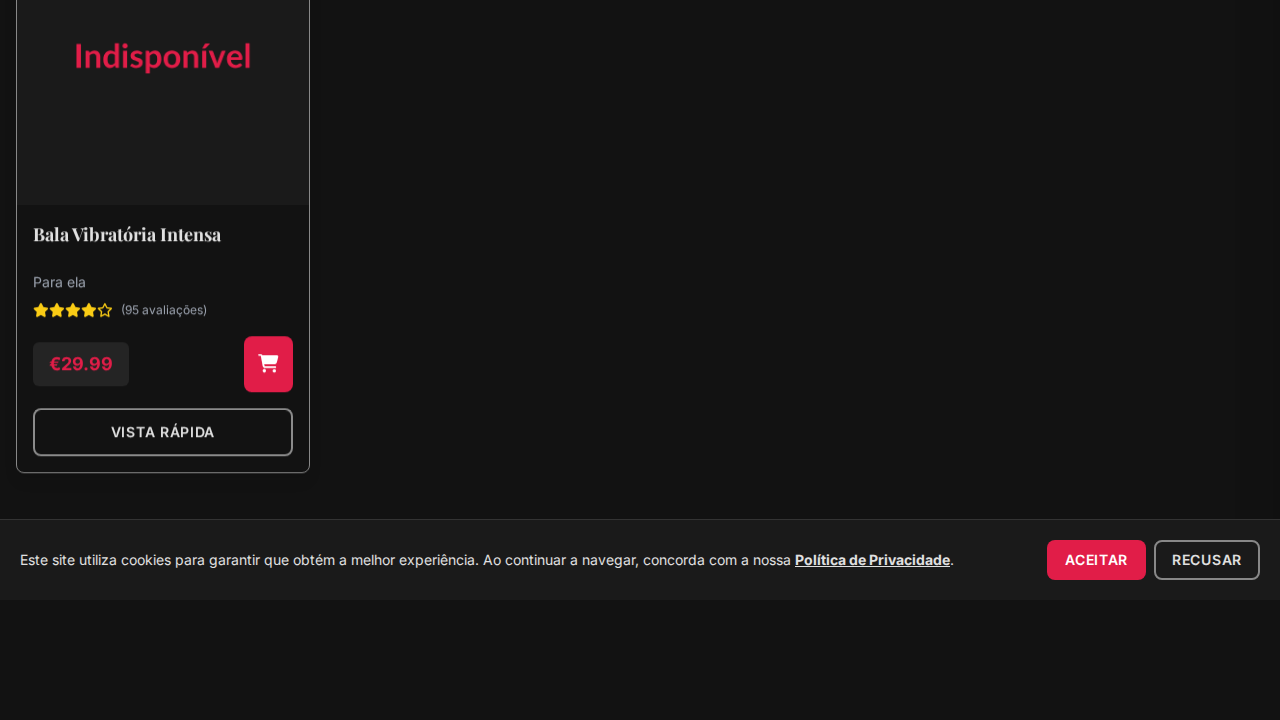 Indisponível
Bala Vibratória Intensa
Para ela
(95 avaliações)
€29.99
VISTA RÁPIDA
Este site utiliza cookies para garantir que obtém a melhor experiência. Ao continuar a navegar, concorda com a nossa Política de Privacidade.
ACEITAR
RECUSAR